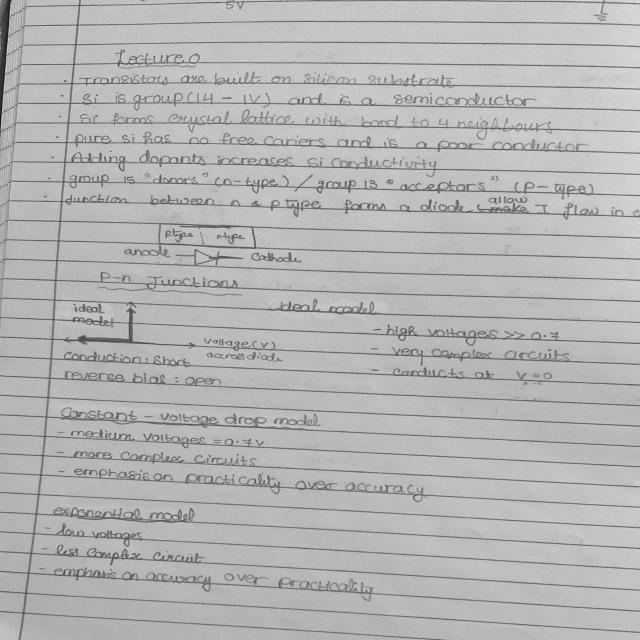 5V
Lecture 0
· Transistors are built on silicon substrate
· Si is group (14 - IV) and is a semiconductor
· Si forms crystal lattice with bond to 4 neighbours
· pure si has no free cariers and is a poor conductor
· Adding dopants increases si conductivity
· group 15 "donors" (n-type) / group 13 "acceptors" (p-type)
· Junction between n & p type forms a diode. allow I flow in
ptype | ntype
anode cathode
P-n Junctions
ideal model
ideal model
- high voltages >> 0.7
voltage(v) across diode
- very complex circuits
conduction: short
- conducts at v=0
reverse bias: open
Constant - voltage drop model
- medium voltages = 0.7v
- more complex circuits
- emphasis on practicality over accuracy
exponential model
- low voltages
- less complex circuit
- emphasis on accuracy over practicality